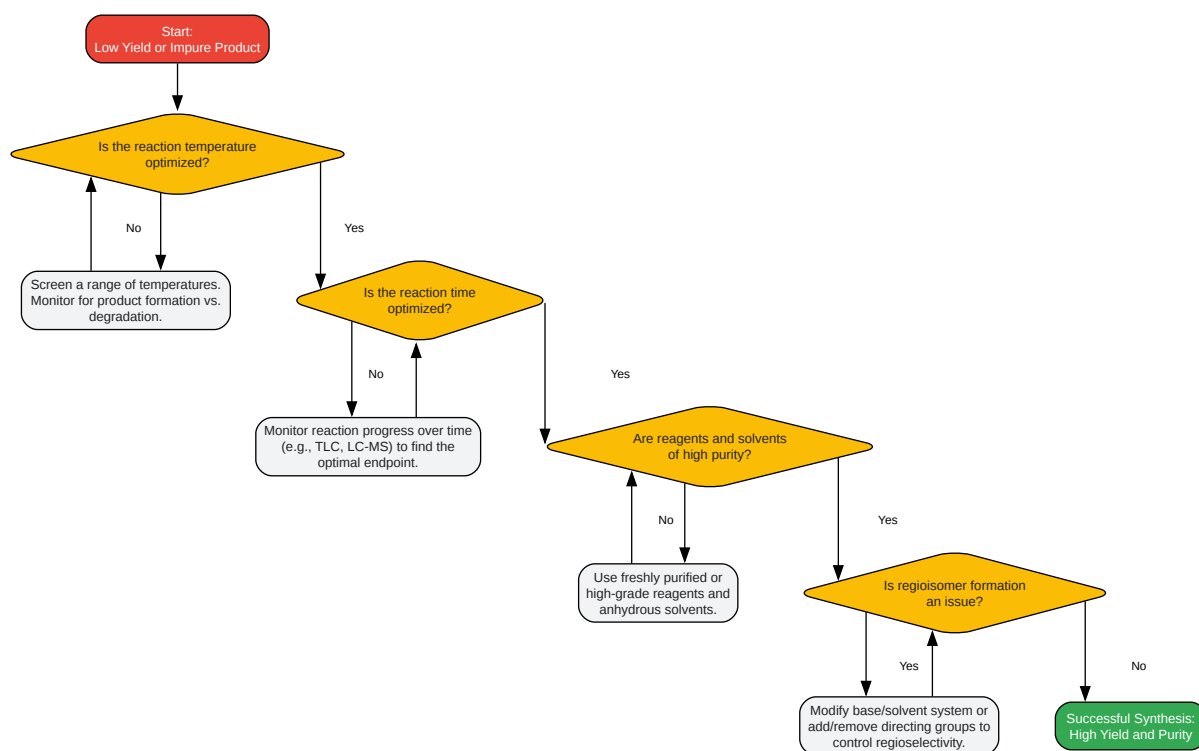 Start:
Low Yield or Impure Product
Is the reaction temperature
optimized?
No
Yes
Screen a range of temperatures.
Monitor for product formation vs.
degradation.
Is the reaction time
optimized?
No
Yes
Monitor reaction progress over time
(e.g., TLC, LC-MS) to find the
optimal endpoint.
Are reagents and solvents
of high purity?
No
Yes
Use freshly purified or
high-grade reagents and
anhydrous solvents.
Is regioisomer formation
an issue?
Yes
No
Modify base/solvent system or
add/remove directing groups to
control regioselectivity.
Successful Synthesis:
High Yield and Purity